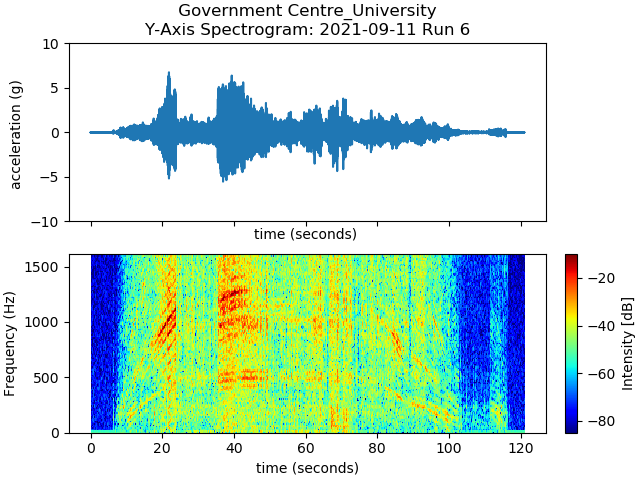 Government Centre_University
Y-Axis Spectrogram: 2021-09-11 Run 6
10
5
0
−5
−10
acceleration (g)
time (seconds)
1500
1000
500
0
Frequency (Hz)
0 20 40 60 80 100 120
time (seconds)
−20
−40
−60
−80
Intensity [dB]